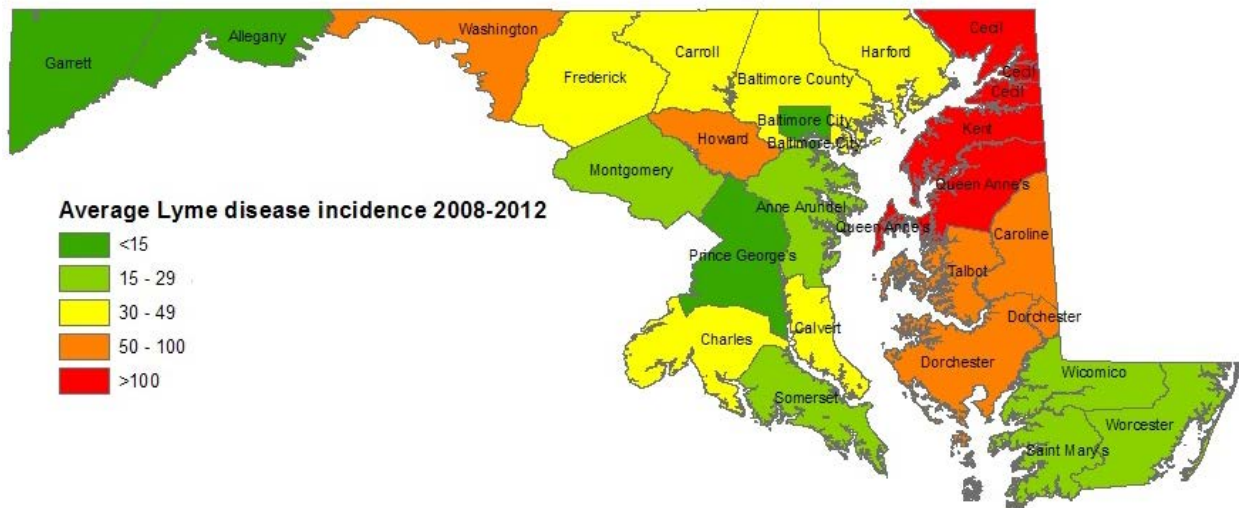 Garrett
Allegany
Washington
Frederick
Carroll
Baltimore County
Harford
Cecil
Cecil
Cecil
Kent
Queen Anne's
Queen Anne's
Baltimore City
Baltimore City
Howard
Montgomery
Anne Arundel
Prince George's
Caroline
Talbot
Dorchester
Dorchester
Charles
Calvert
Somerset
Wicomico
Worcester
Saint Mary's
Average Lyme disease incidence 2008-2012
<15
15 - 29
30 - 49
50 - 100
>100